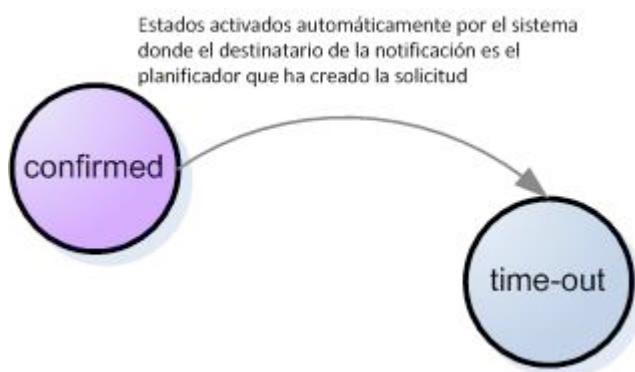 Estados activados automáticamente por el sistema
donde el destinatario de la notificación es el
planificador que ha creado la solicitud
confirmed
time-out